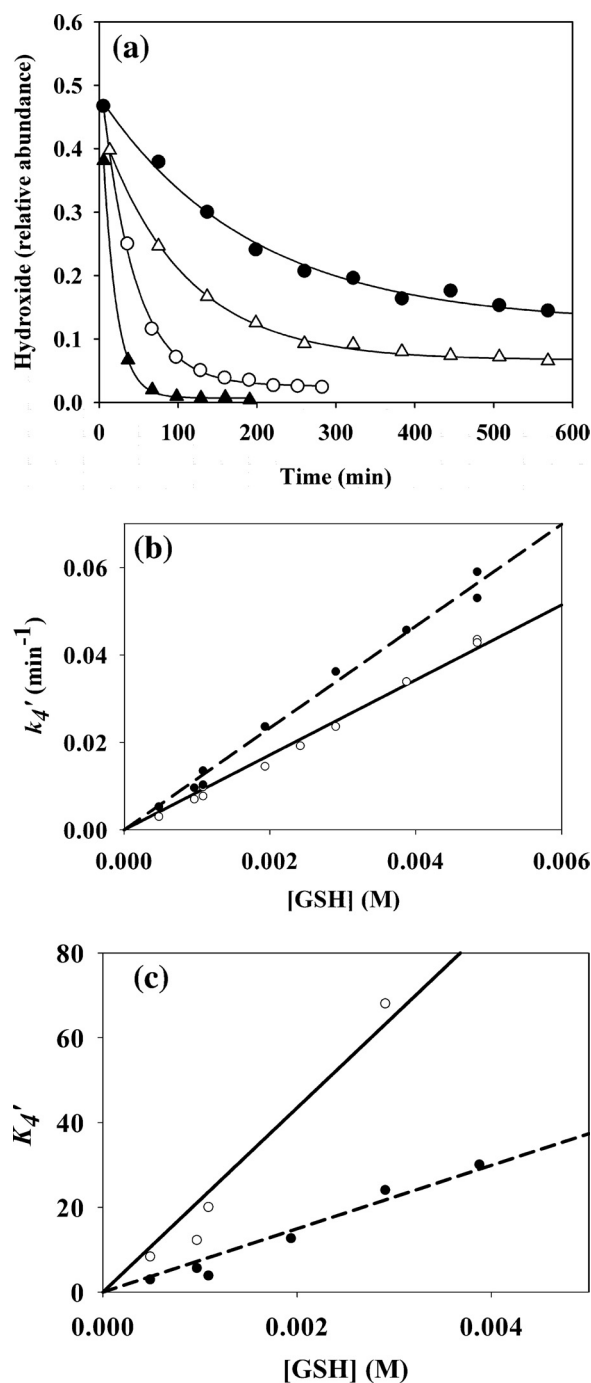 (a)
Hydroxide (relative abundance)
0.6
0.5
0.4
0.3
0.2
0.1
0.0
0 100 200 300 400 500 600
Time (min)
(b)
k4' (min-1)
0.06
0.04
0.02
0.00
0.000 0.002 0.004 0.006
[GSH] (M)
(c)
K4'
80
60
40
20
0
0.000 0.002 0.004
[GSH] (M)